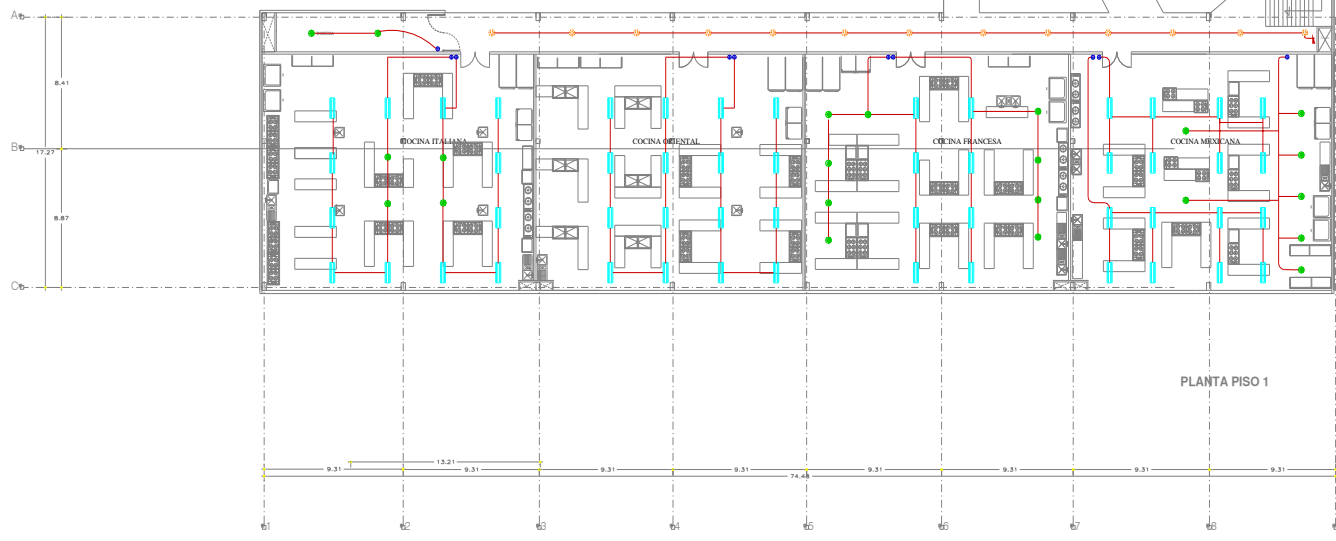 A
8.41
COCINA ITALIANA
COCINA ORIENTAL
COCINA FRANCESA
COCINA MEXICANA
B
17.27
8.87
C
PLANTA PISO 1
13.21
9.31
9.31
9.31
9.31
9.31
9.31
9.31
9.31
74.48
1
2
3
4
5
6
7
8